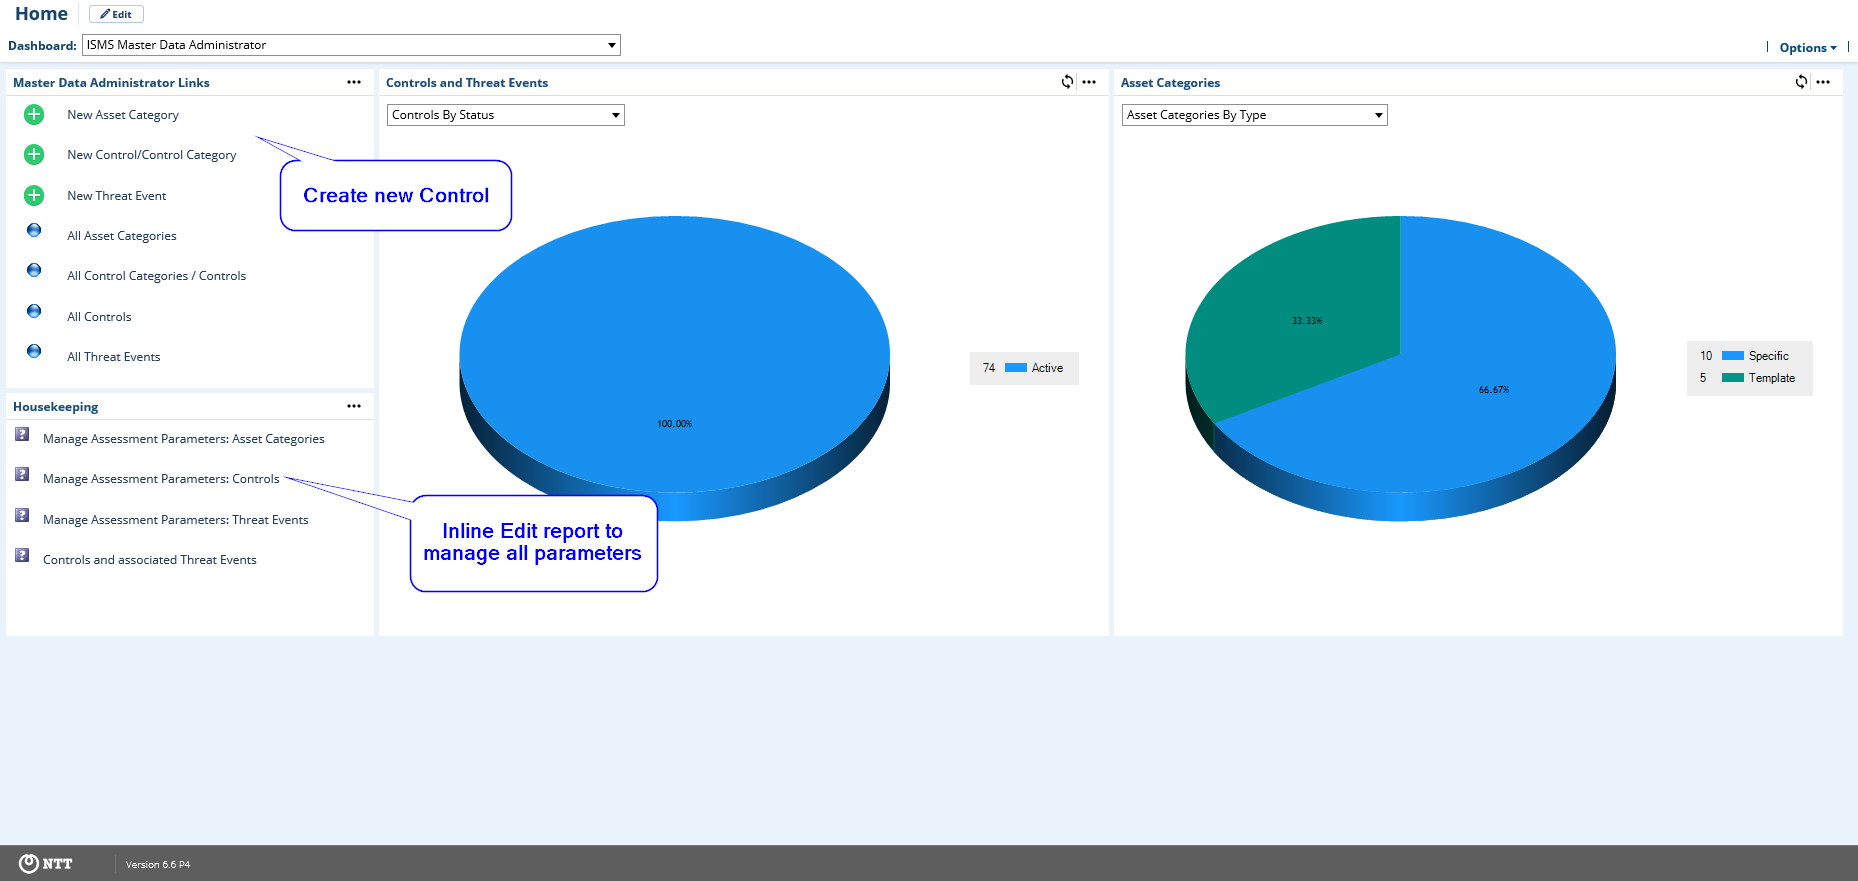 Home
Edit
Dashboard:
ISMS Master Data Administrator
Options
Master Data Administrator Links
New Asset Category
New Control/Control Category
New Threat Event
All Asset Categories
All Control Categories / Controls
All Controls
All Threat Events
Create new Control
Housekeeping
Manage Assessment Parameters: Asset Categories
Manage Assessment Parameters: Controls
Manage Assessment Parameters: Threat Events
Controls and associated Threat Events
Inline Edit report to
manage all parameters
Controls and Threat Events
Controls By Status
100.00%
74 Active
Asset Categories
Asset Categories By Type
33.33%
66.67%
10 Specific
5 Template
NTT
Version 6.6 P4